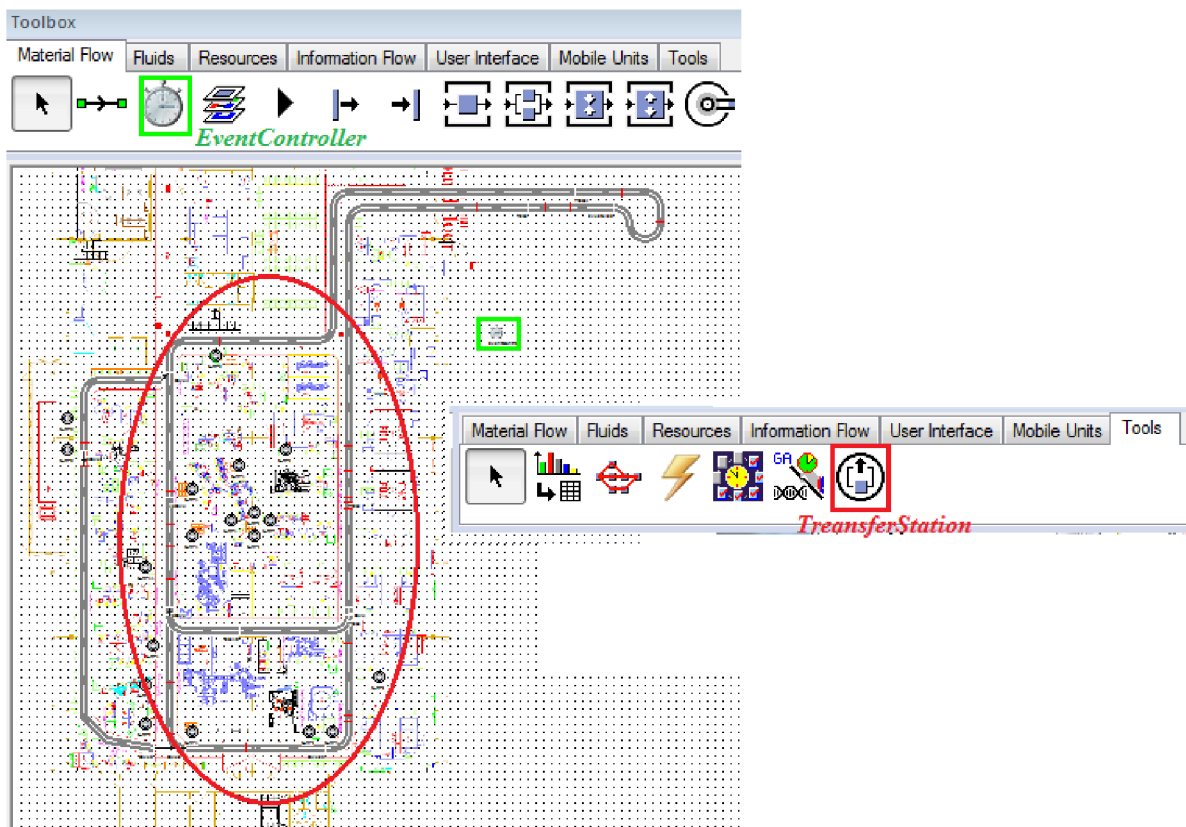 Toolbox
Material Flow Fluids Resources Information Flow User Interface Mobile Units Tools
EventController
Material Flow Fluids Resources Information Flow User Interface Mobile Units Tools
GA
TreansferStation